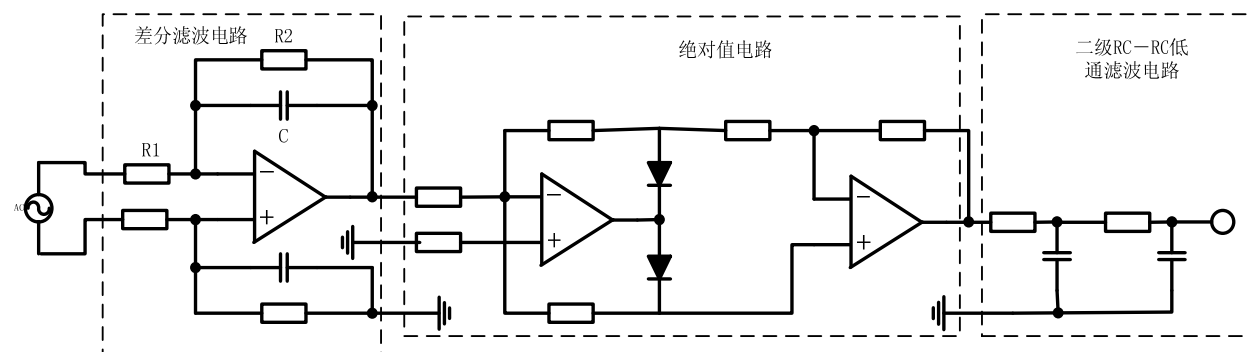 差分滤波电路
R2
C
R1
AC
绝对值电路
二级RC－RC低
通滤波电路